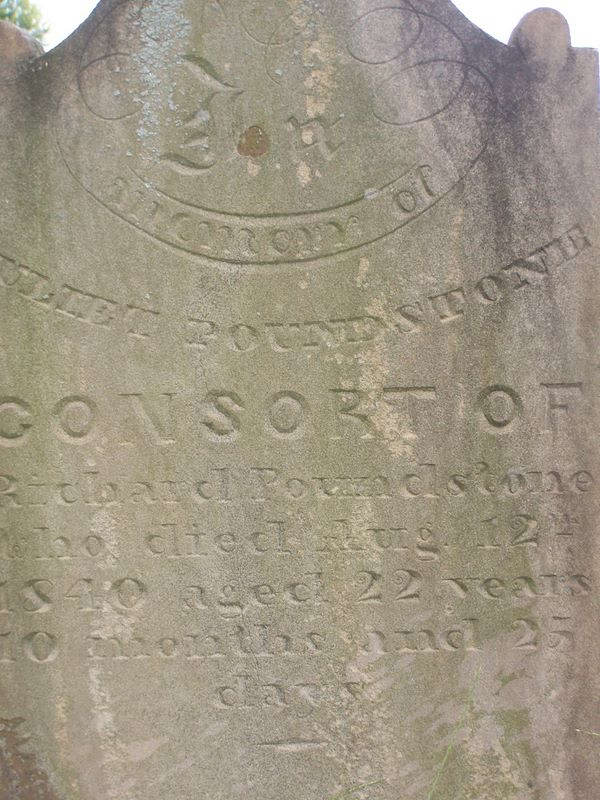 In
memory of
ULIET POUNDSTONE
CONSORT OF
Richard Poundstone
who died Aug. 12th
1840 aged 22 years
10 months and 25
days